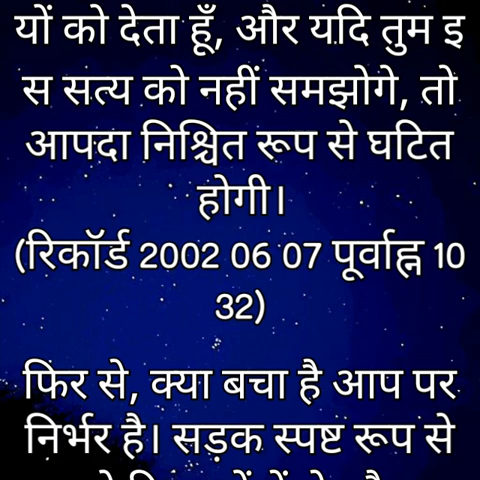 यों को देता हूँ, और यदि तुम इ
स सत्य को नहीं समझोगे, तो
आपदा निश्चित रूप से घटित
होगी।
(रिकॉर्ड 2002 06 07 पूर्वाह्न 10
32)
फिर से, क्या बचा है आप पर
निर्भर है। सड़क स्पष्ट रूप से